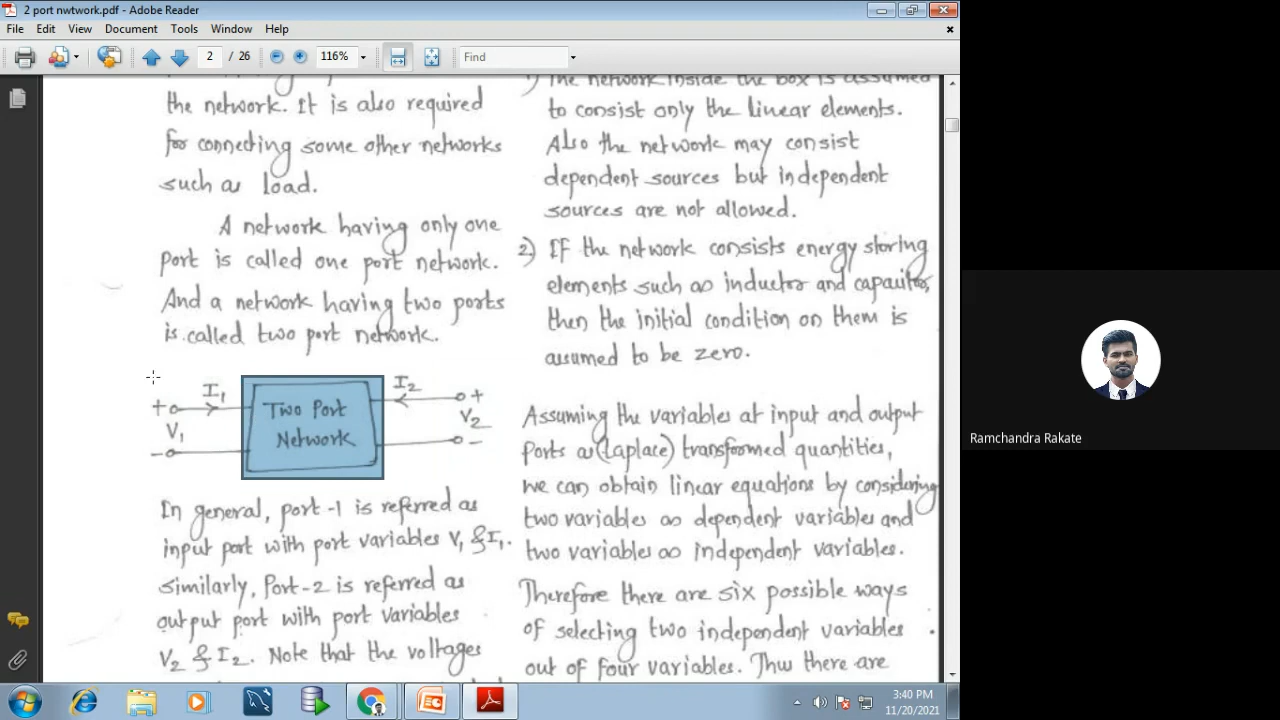 2 port nwtwork.pdf - Adobe Reader
File Edit View Document Tools Window Help
2 / 26 116% Find
the network. It is also required
for connecting some other networks
such as load.
A network having only one
port is called one port network.
And a network having two ports
is called two port network.
I1 I2
+ Two Port +
V1 Network V2
- -
In general, port-1 is referred as
input port with port variables V1 & I1.
Similarly, Port-2 is referred as
output port with port variables
V2 & I2. Note that the voltages
1) The network inside the box is assumed
to consist only the linear elements.
Also the network may consist
dependent sources but independent
sources are not allowed.
2) If the network consists energy storing
elements such as inductor and capacitor,
then the initial condition on them is
assumed to be zero.
Assuming the variables at input and output
ports as (Laplace) transformed quantities,
we can obtain linear equations by considering
two variables as dependent variables and
two variables as independent variables.
Therefore there are six possible ways
of selecting two independent variables
out of four variables. Thus there are
Ramchandra Rakate
3:40 PM
11/20/2021